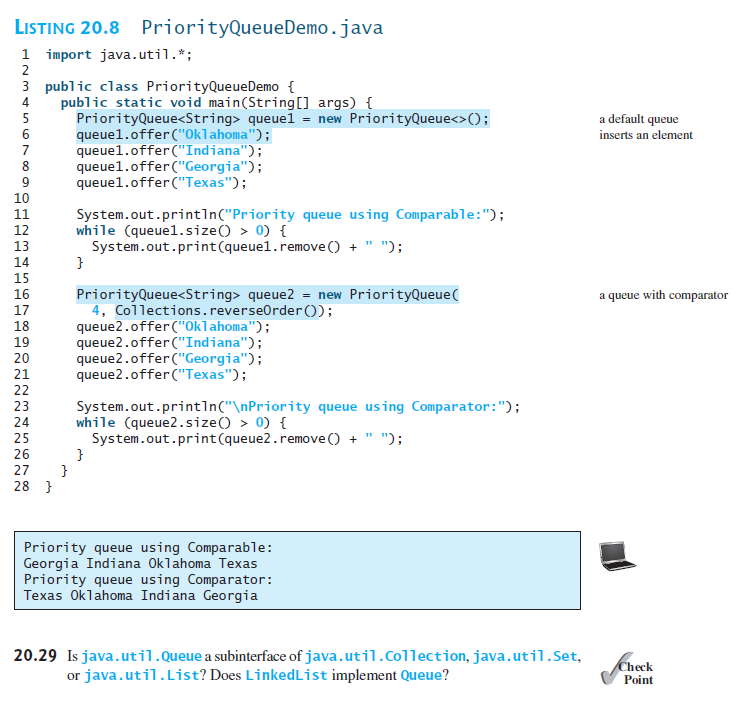 LISTING 20.8 PriorityQueueDemo.java
1 import java.util.*;
2
3 public class PriorityQueueDemo {
4 public static void main(String[] args) {
5 PriorityQueue<String> queue1 = new PriorityQueue<>(); a default queue
6 queue1.offer("Oklahoma"); inserts an element
7 queue1.offer("Indiana");
8 queue1.offer("Georgia");
9 queue1.offer("Texas");
10
11 System.out.println("Priority queue using Comparable:");
12 while (queue1.size() > 0) {
13 System.out.print(queue1.remove() + " ");
14 }
15
16 PriorityQueue<String> queue2 = new PriorityQueue( a queue with comparator
17 4, Collections.reverseOrder());
18 queue2.offer("Oklahoma");
19 queue2.offer("Indiana");
20 queue2.offer("Georgia");
21 queue2.offer("Texas");
22
23 System.out.println("\nPriority queue using Comparator:");
24 while (queue2.size() > 0) {
25 System.out.print(queue2.remove() + " ");
26 }
27 }
28 }
Priority queue using Comparable:
Georgia Indiana Oklahoma Texas
Priority queue using Comparator:
Texas Oklahoma Indiana Georgia
20.29 Is java.util.Queue a subinterface of java.util.Collection, java.util.Set,
or java.util.List? Does LinkedList implement Queue?
Check
Point